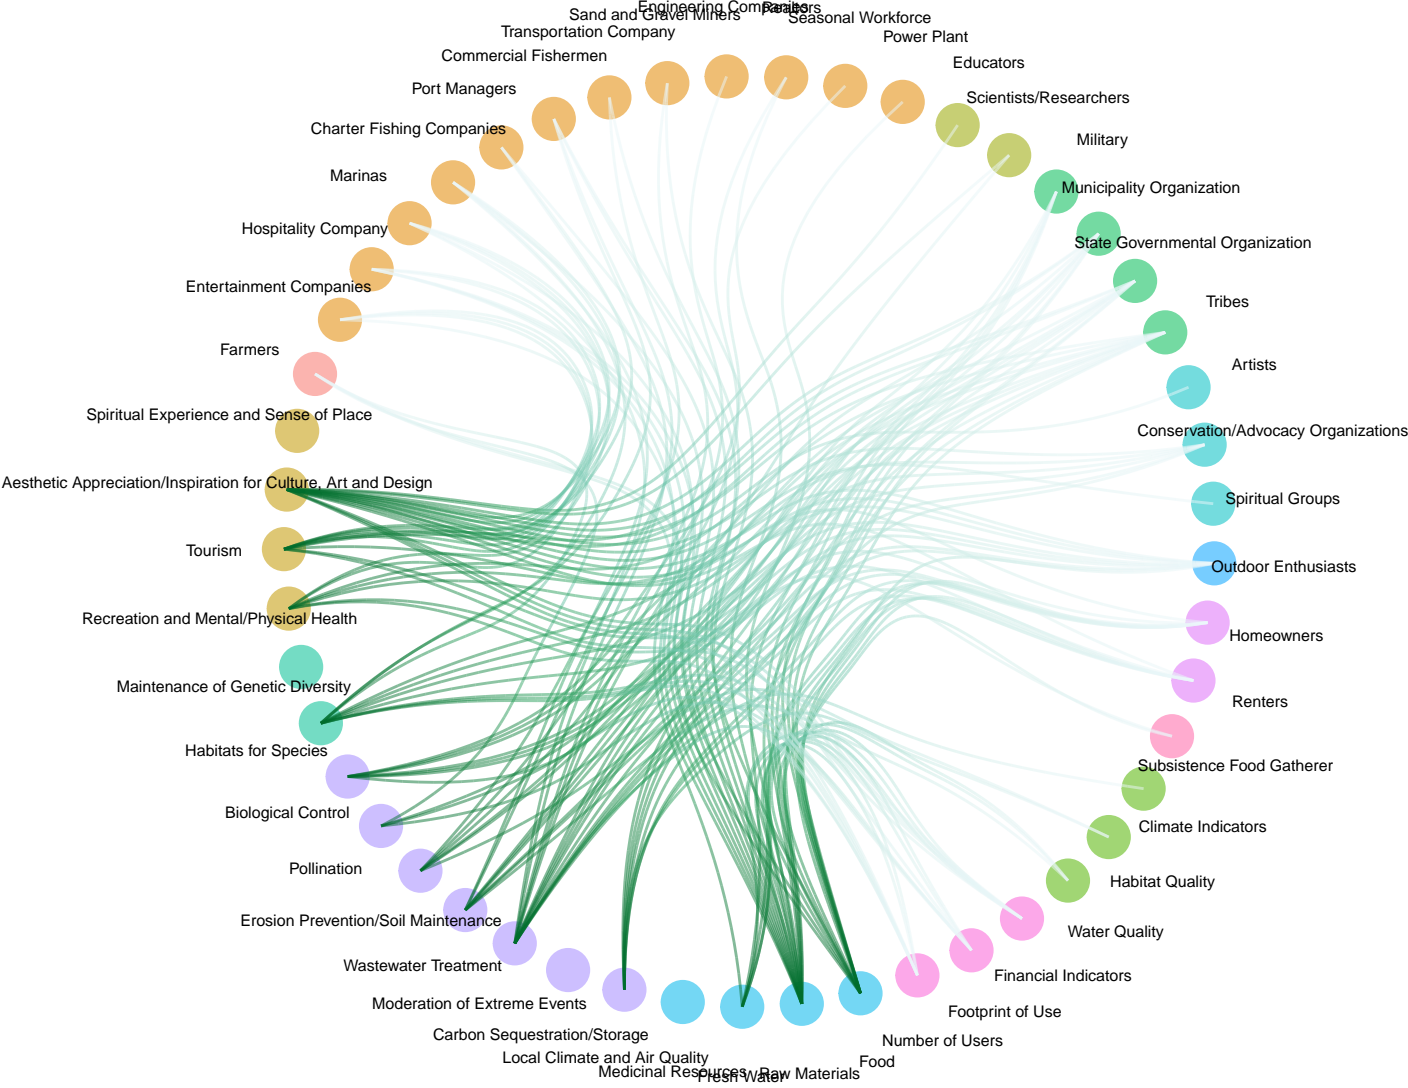 Engineering Companies
Realtors
Sand and Gravel Miners
Seasonal Workforce
Transportation Company
Power Plant
Commercial Fishermen
Educators
Port Managers
Scientists/Researchers
Charter Fishing Companies
Military
Marinas
Municipality Organization
Hospitality Company
State Governmental Organization
Entertainment Companies
Tribes
Farmers
Artists
Spiritual Experience and Sense of Place
Conservation/Advocacy Organizations
Aesthetic Appreciation/Inspiration for Culture, Art and Design
Spiritual Groups
Tourism
Outdoor Enthusiasts
Recreation and Mental/Physical Health
Homeowners
Maintenance of Genetic Diversity
Renters
Habitats for Species
Subsistence Food Gatherer
Biological Control
Climate Indicators
Pollination
Habitat Quality
Erosion Prevention/Soil Maintenance
Water Quality
Wastewater Treatment
Financial Indicators
Moderation of Extreme Events
Footprint of Use
Carbon Sequestration/Storage
Number of Users
Local Climate and Air Quality
Food
Medicinal Resources
Fresh Water
Raw Materials